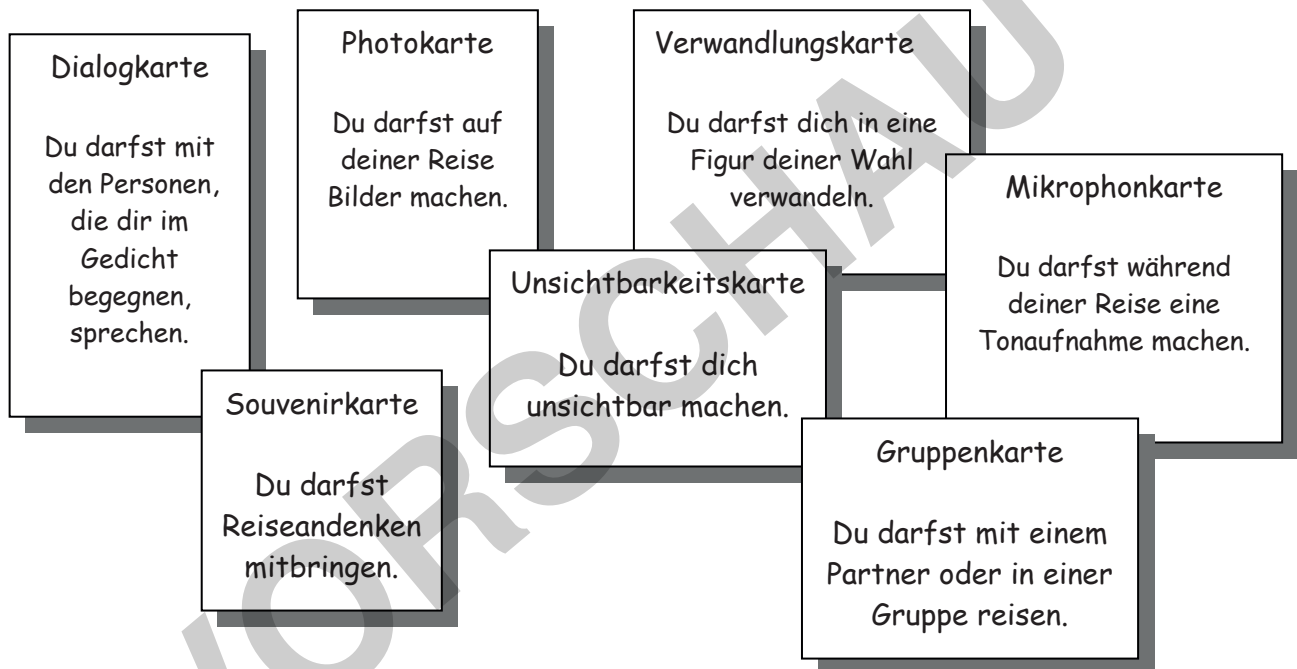 Dialogkarte
Du darfst mit
den Personen,
die dir im
Gedicht
begegnen,
sprechen.
Photokarte
Du darfst auf
deiner Reise
Bilder machen.
Verwandlungskarte
Du darfst dich in eine
Figur deiner Wahl
verwandeln.
Mikrophonkarte
Du darfst während
deiner Reise eine
Tonaufnahme machen.
Unsichtbarkeitskarte
Du darfst dich
unsichtbar machen.
Souvenirkarte
Du darfst
Reiseandenken
mitbringen.
Gruppenkarte
Du darfst mit einem
Partner oder in einer
Gruppe reisen.
VORSCHAU